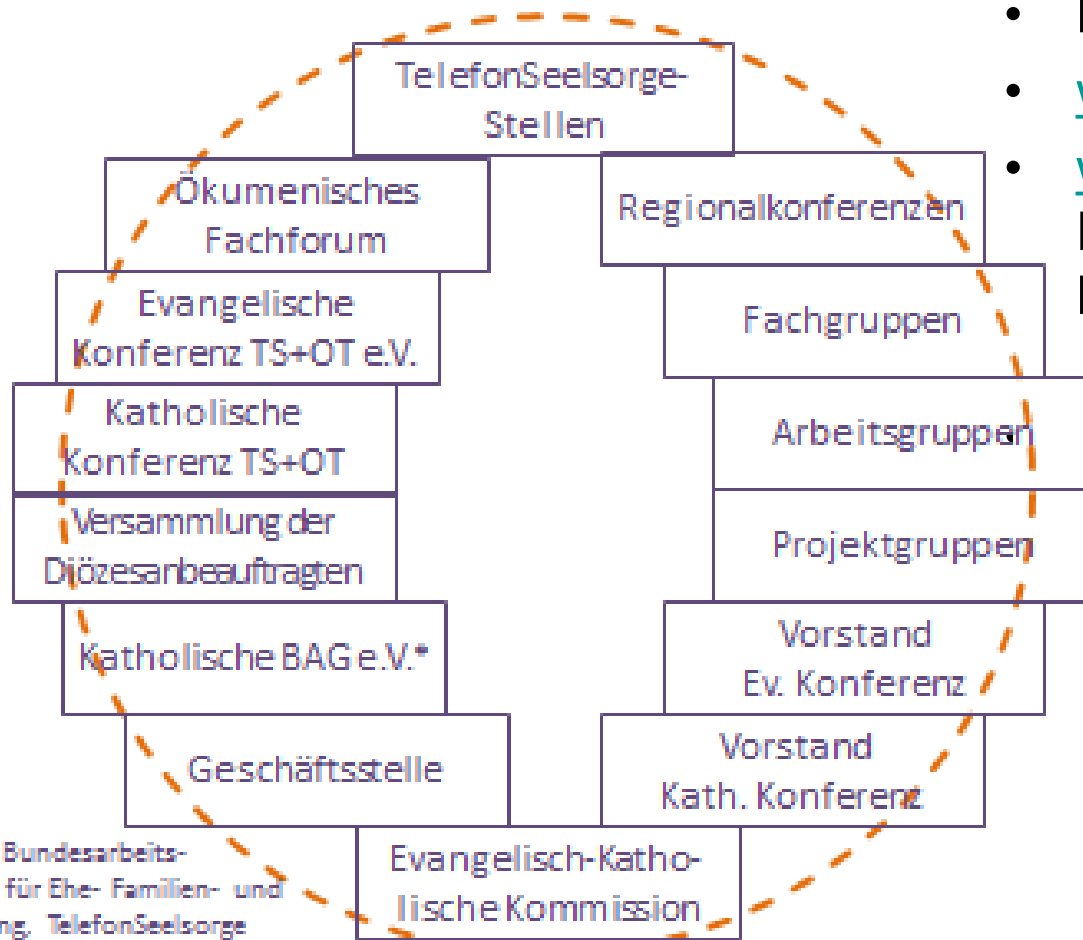 TelefonSeelsorge-
Stellen
Ökumenisches
Fachforum
Regionalkonferenzen
Evangelische
Konferenz TS+OT e.V.
Fachgruppen
Katholische
Konferenz TS+OT
Arbeitsgruppen
Versammlung der
Diözesanbeauftragten
Projektgruppen
Katholische BAG e.V.*
Vorstand
Ev. Konferenz
Geschäftsstelle
Vorstand
Kath. Konferenz
Evangelisch-Katho-
lische Kommission
Bundesarbeits-
für Ehe- Familien- und
ng, TelefonSeelsorge